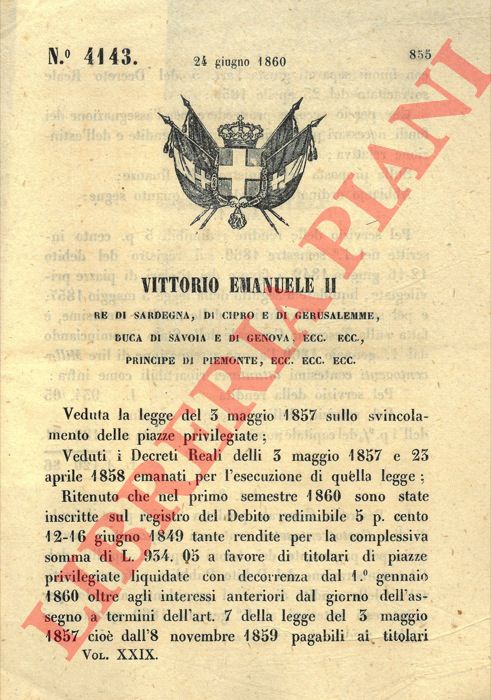 N.º 4143. 24 giugno 1860 855
VITTORIO EMANUELE II
RE DI SARDEGNA, DI CIPRO E DI GERUSALEMME,
DUCA DI SAVOIA E DI GENOVA, ECC. ECC.,
PRINCIPE DI PIEMONTE, ECC. ECC. ECC.
Veduta la legge del 3 maggio 1857 sullo svincola-
mento delle piazze privilegiate;
Veduti i Decreti Reali delli 3 maggio 1857 e 23
aprile 1858 emanati per l'esecuzione di quella legge;
Ritenuto che nel primo semestre 1860 sono state
inscritte sul registro del Debito redimibile 5 p. cento
12-16 giugno 1849 tante rendite per la complessiva
somma di L. 934. 05 a favore di titolari di piazze
privilegiate liquidate con decorrenza dal 1.º gennaio
1860 oltre agli interessi anteriori dal giorno dell'as-
segno a termini dell'art. 7 della legge del 3 maggio
1857 cioè dall'8 novembre 1859 pagabili ai titolari
VOL. XXIX.
LIBRERIA PIANI